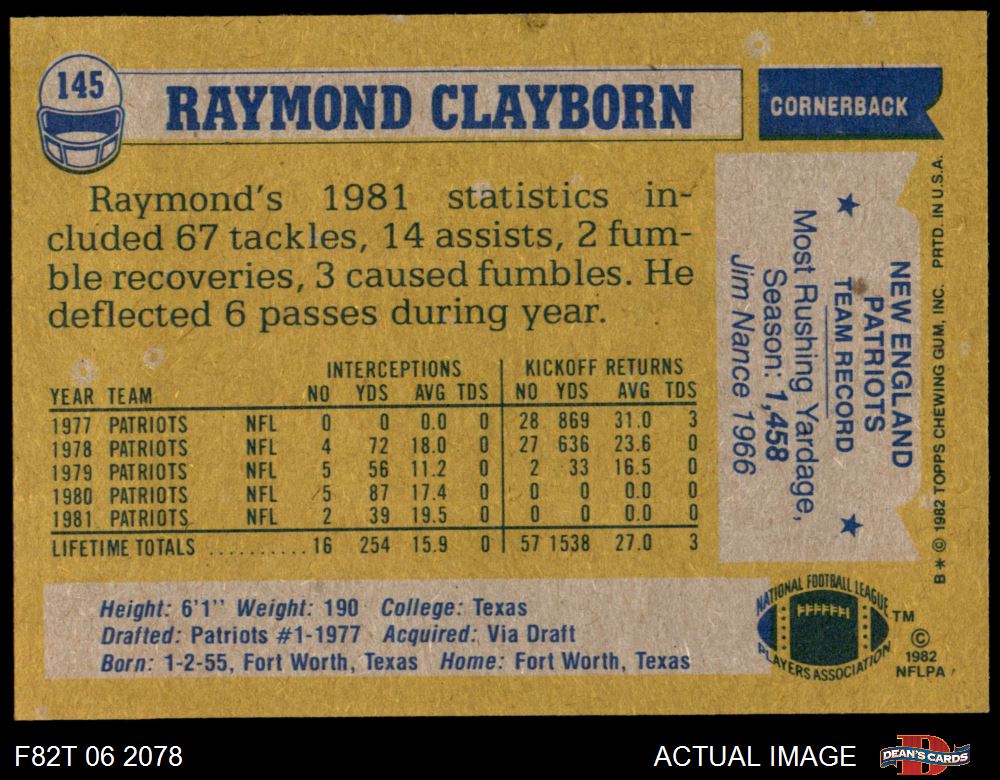 145
RAYMOND CLAYBORN
CORNERBACK
Raymond's 1981 statistics in-
cluded 67 tackles, 14 assists, 2 fum-
ble recoveries, 3 caused fumbles. He
deflected 6 passes during year.
INTERCEPTIONS KICKOFF RETURNS
YEAR TEAM NO YDS AVG TDS NO YDS AVG TDS
1977 PATRIOTS NFL 0 0 0.0 0 28 869 31.0 3
1978 PATRIOTS NFL 4 72 18.0 0 27 636 23.6 0
1979 PATRIOTS NFL 5 56 11.2 0 2 33 16.5 0
1980 PATRIOTS NFL 5 87 17.4 0 0 0 0.0 0
1981 PATRIOTS NFL 2 39 19.5 0 0 0 0.0 0
LIFETIME TOTALS .......... 16 254 15.9 0 57 1538 27.0 3
NEW ENGLAND
PATRIOTS
TEAM RECORD
Most Rushing Yardage,
Season: 1,458
Jim Nance 1966
B* © 1982 TOPPS CHEWING GUM, INC. PRTD. IN U.S.A.
Height: 6'1" Weight: 190 College: Texas
Drafted: Patriots #1-1977 Acquired: Via Draft
Born: 1-2-55, Fort Worth, Texas Home: Fort Worth, Texas
NATIONAL FOOTBALL LEAGUE
PLAYERS ASSOCIATION
TM
©
1982
NFLPA
F82T 06 2078
ACTUAL IMAGE
DEAN'S CARDS